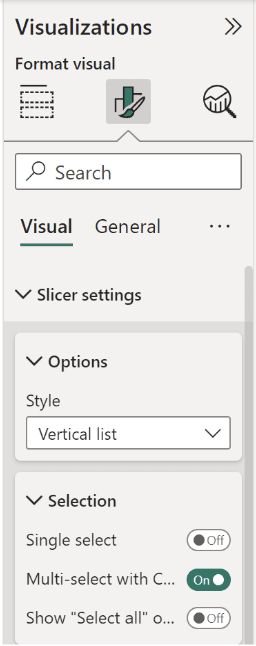 Visualizations
Format visual
Search
Visual General ...
Slicer settings
Options
Style
Vertical list
Selection
Single select Off
Multi-select with C... On
Show "Select all" o... Off